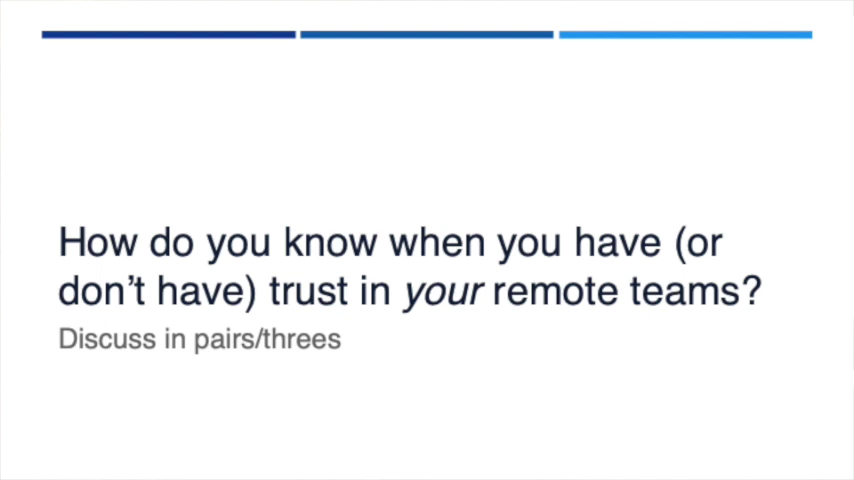 How do you know when you have (or
don’t have) trust in your remote teams?
Discuss in pairs/threes